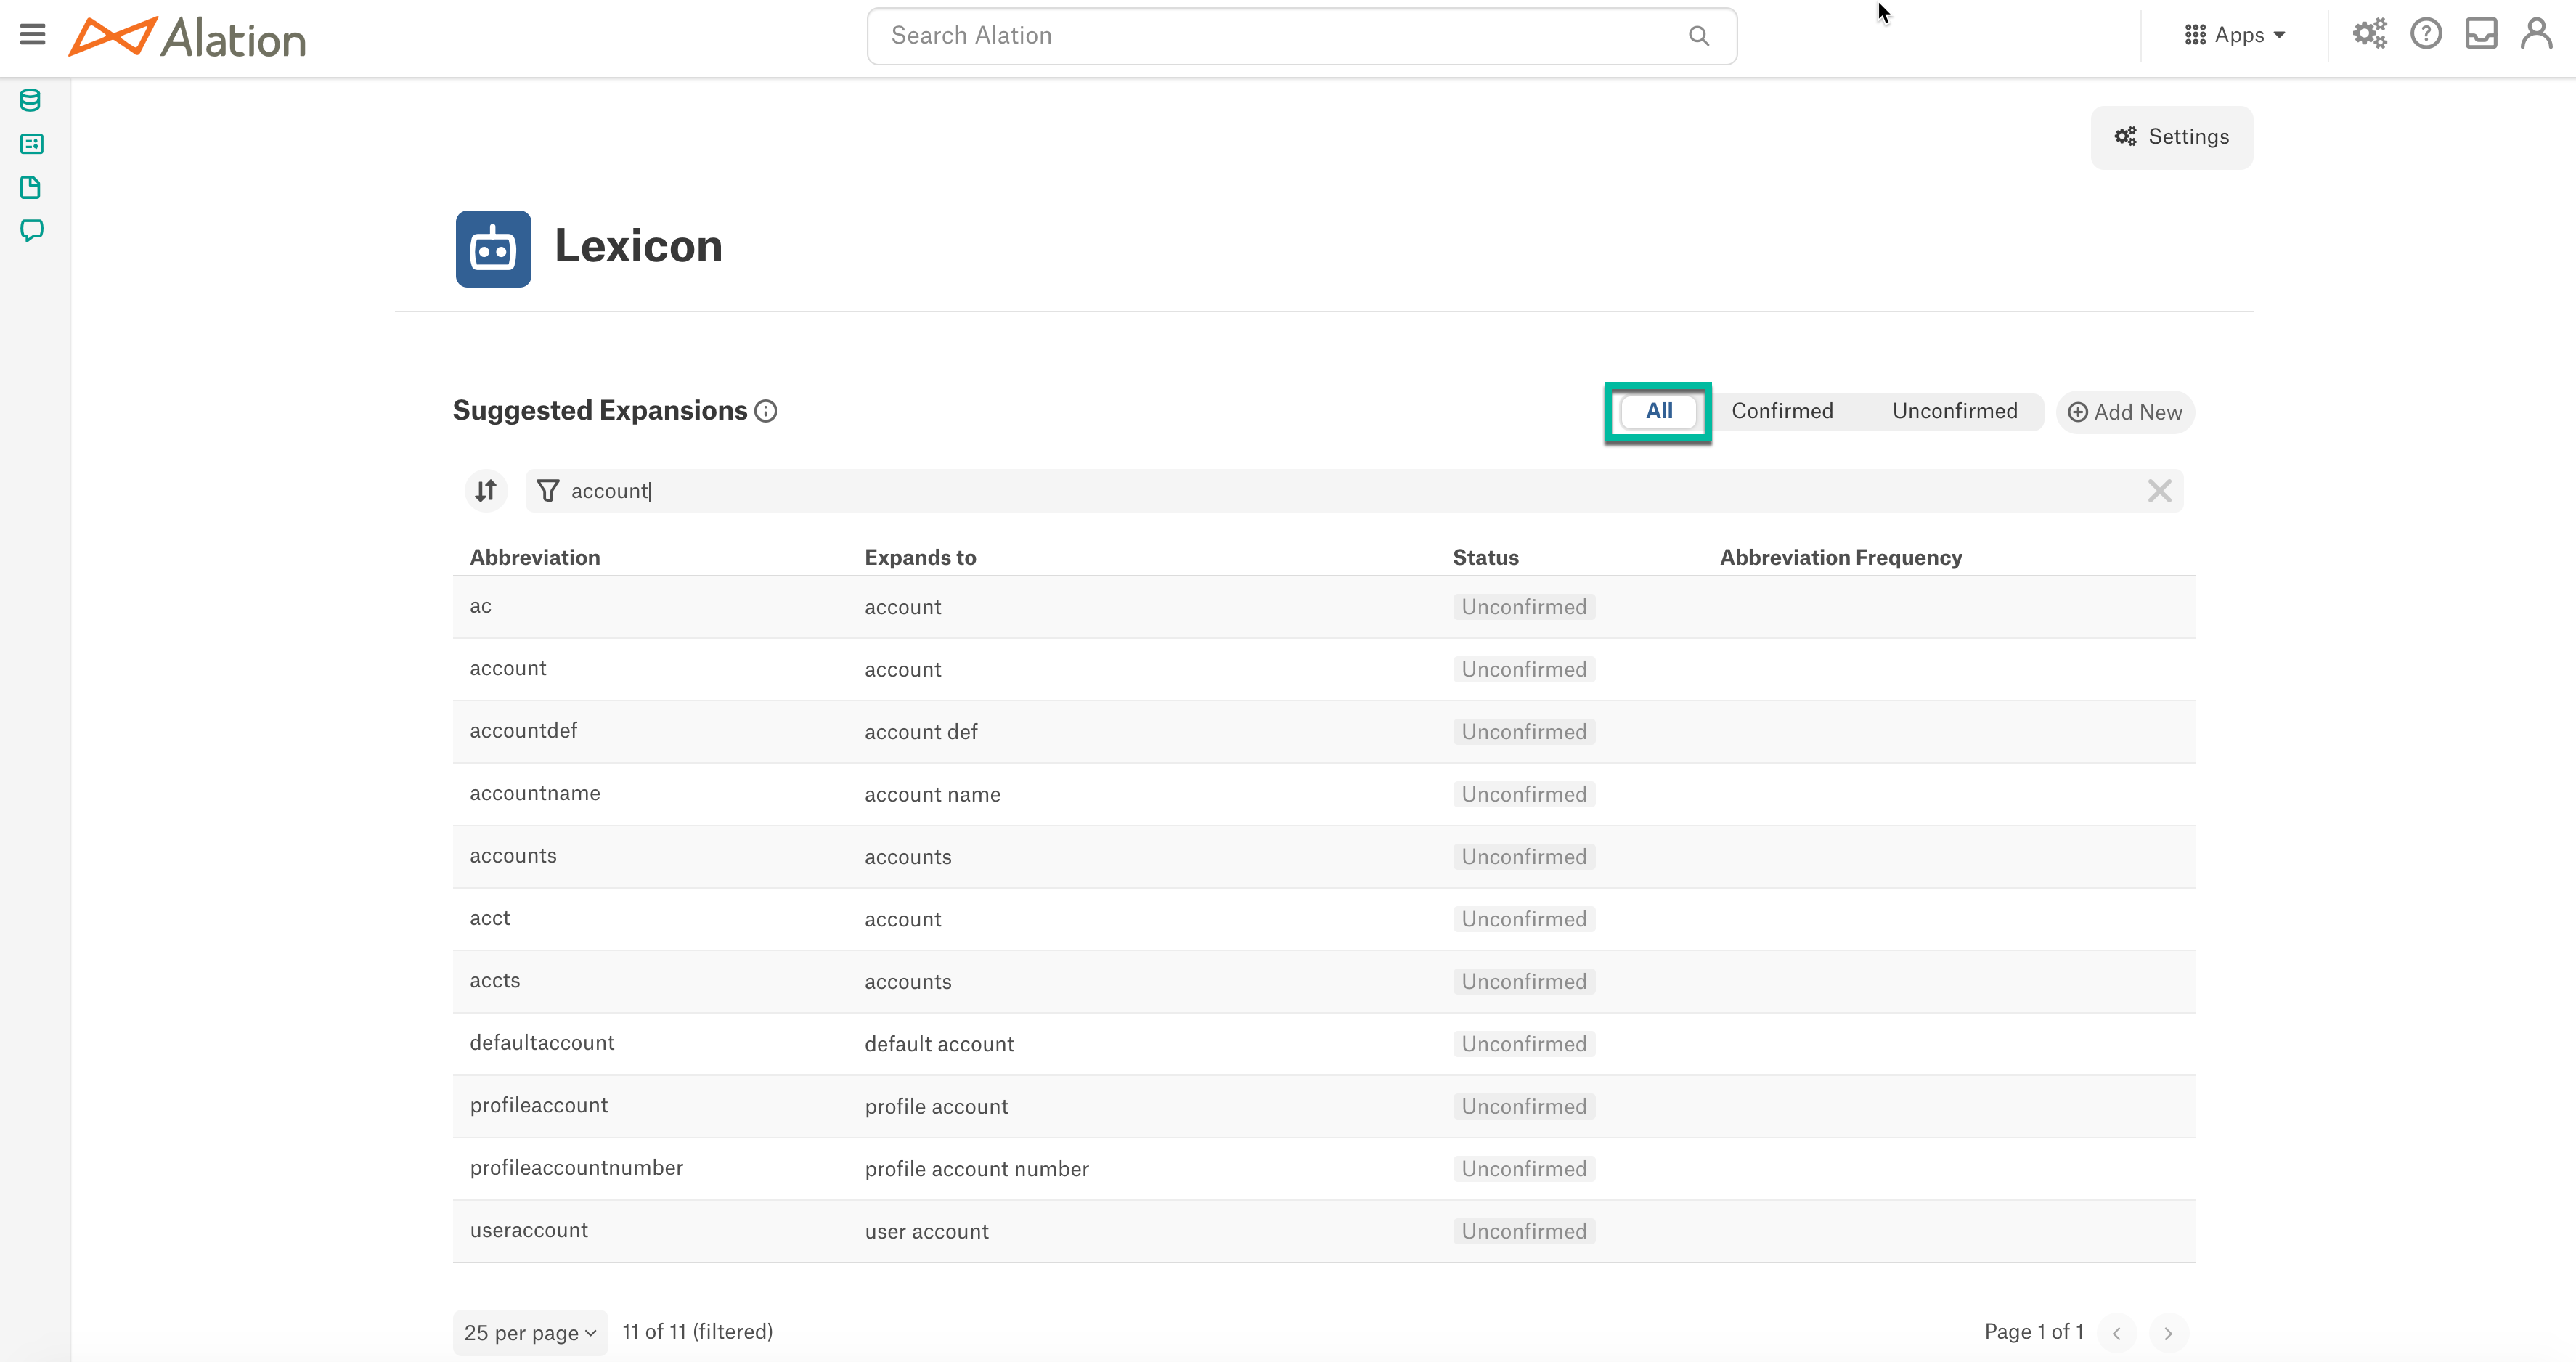 Alation
Search Alation
Apps
Settings
Lexicon
Suggested Expansions
All Confirmed Unconfirmed Add New
account
Abbreviation Expands to Status Abbreviation Frequency
ac account Unconfirmed
account account Unconfirmed
accountdef account def Unconfirmed
accountname account name Unconfirmed
accounts accounts Unconfirmed
acct account Unconfirmed
accts accounts Unconfirmed
defaultaccount default account Unconfirmed
profileaccount profile account Unconfirmed
profileaccountnumber profile account number Unconfirmed
useraccount user account Unconfirmed
25 per page 11 of 11 (filtered) Page 1 of 1